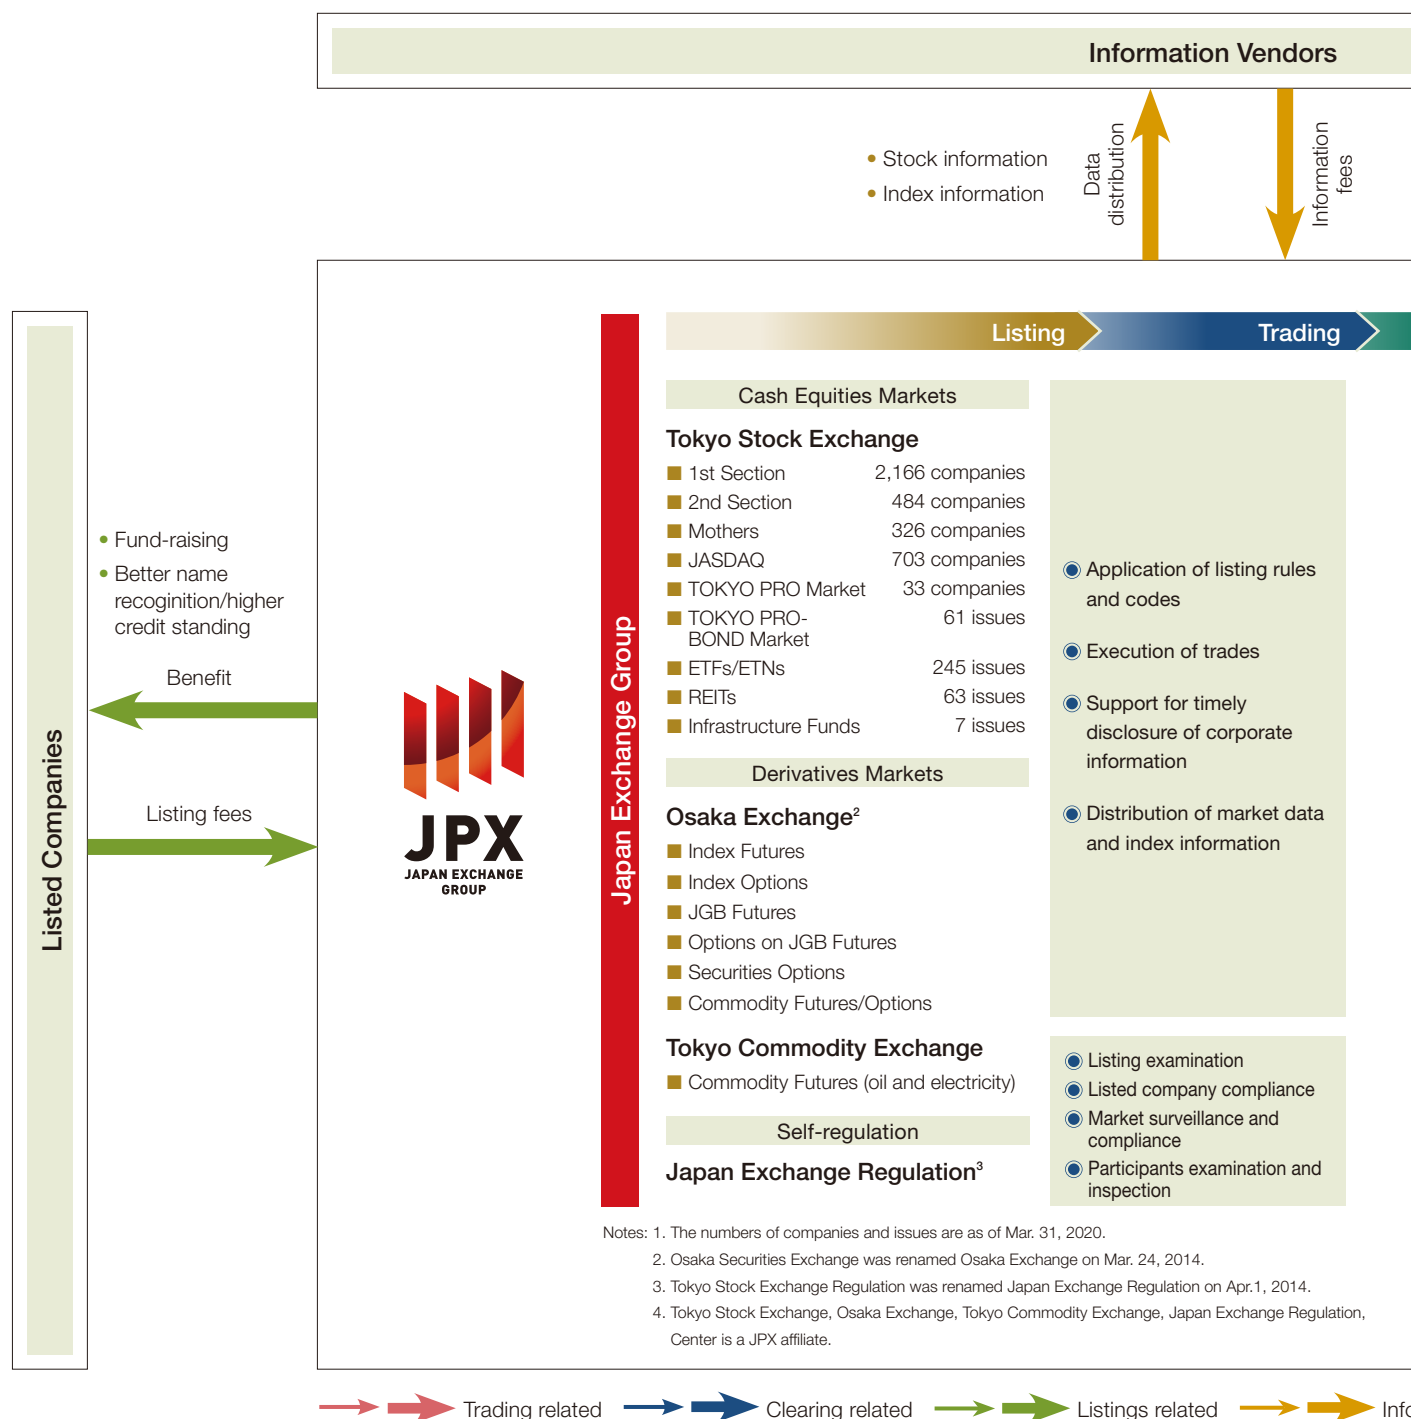 Information Vendors
• Stock information
• Index information
Data
distribution
Information
fees
Listed Companies
• Fund-raising
• Better name
recoginition/higher
credit standing
Benefit
Listing fees
JPX
JAPAN EXCHANGE
GROUP
Japan Exchange Group
Listing
Trading
Cash Equities Markets
Tokyo Stock Exchange
■ 1st Section 2,166 companies
■ 2nd Section 484 companies
■ Mothers 326 companies
■ JASDAQ 703 companies
■ TOKYO PRO Market 33 companies
■ TOKYO PRO- 61 issues
BOND Market
■ ETFs/ETNs 245 issues
■ REITs 63 issues
■ Infrastructure Funds 7 issues
Derivatives Markets
Osaka Exchange²
■ Index Futures
■ Index Options
■ JGB Futures
■ Options on JGB Futures
■ Securities Options
■ Commodity Futures/Options
Tokyo Commodity Exchange
■ Commodity Futures (oil and electricity)
Self-regulation
Japan Exchange Regulation³
Application of listing rules
and codes
Execution of trades
Support for timely
disclosure of corporate
information
Distribution of market data
and index information
Listing examination
Listed company compliance
Market surveillance and
compliance
Participants examination and
inspection
Notes: 1. The numbers of companies and issues are as of Mar. 31, 2020.
2. Osaka Securities Exchange was renamed Osaka Exchange on Mar. 24, 2014.
3. Tokyo Stock Exchange Regulation was renamed Japan Exchange Regulation on Apr.1, 2014.
4. Tokyo Stock Exchange, Osaka Exchange, Tokyo Commodity Exchange, Japan Exchange Regulation,
Center is a JPX affiliate.
Trading related
Clearing related
Listings related